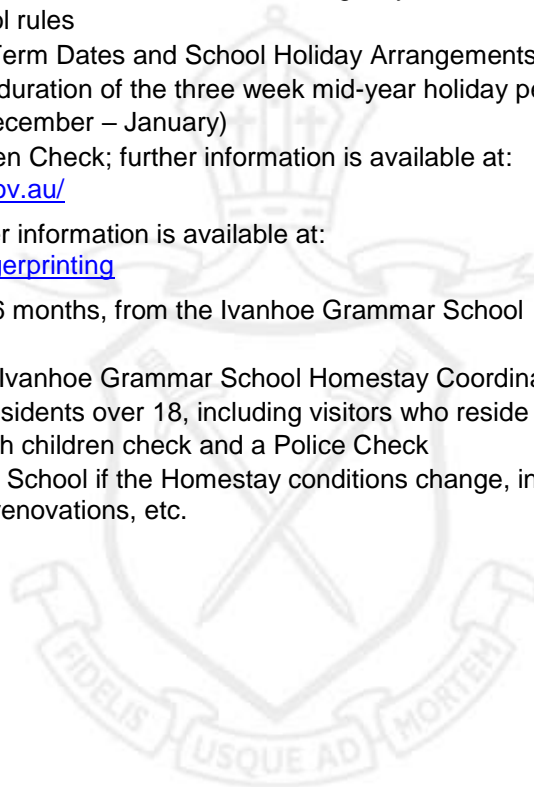 ol rules
Term Dates and School Holiday Arrangements
duration of the three week mid-year holiday pe
ecember – January)
en Check; further information is available at:
ov.au/
r information is available at:
gerprinting
6 months, from the Ivanhoe Grammar School
Ivanhoe Grammar School Homestay Coordina
sidents over 18, including visitors who reside
h children check and a Police Check
School if the Homestay conditions change, in
renovations, etc.
FIDELIS USQUE AD MORTEM